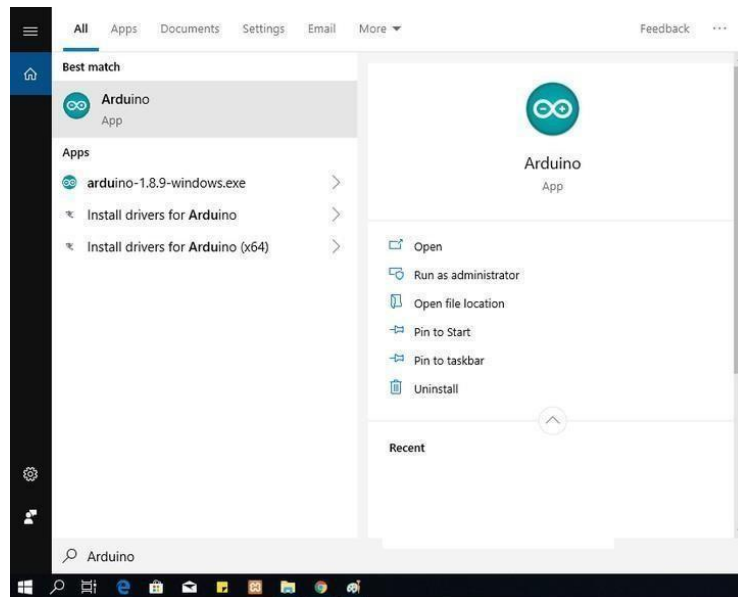 All Apps Documents Settings Email More Feedback ...
Best match
Arduino
App
Apps
arduino-1.8.9-windows.exe
Install drivers for Arduino
Install drivers for Arduino (x64)
Arduino
App
Open
Run as administrator
Open file location
Pin to Start
Pin to taskbar
Uninstall
Recent
Arduino